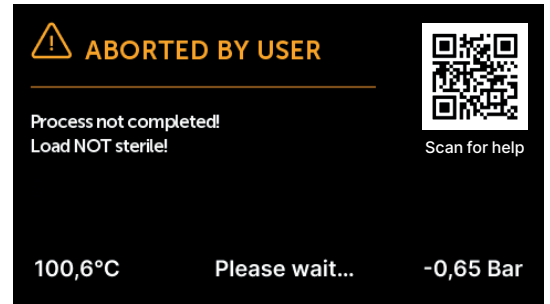 ABORTED BY USER
Process not completed!
Load NOT sterile!
Scan for help
100,6°C
Please wait...
-0,65 Bar